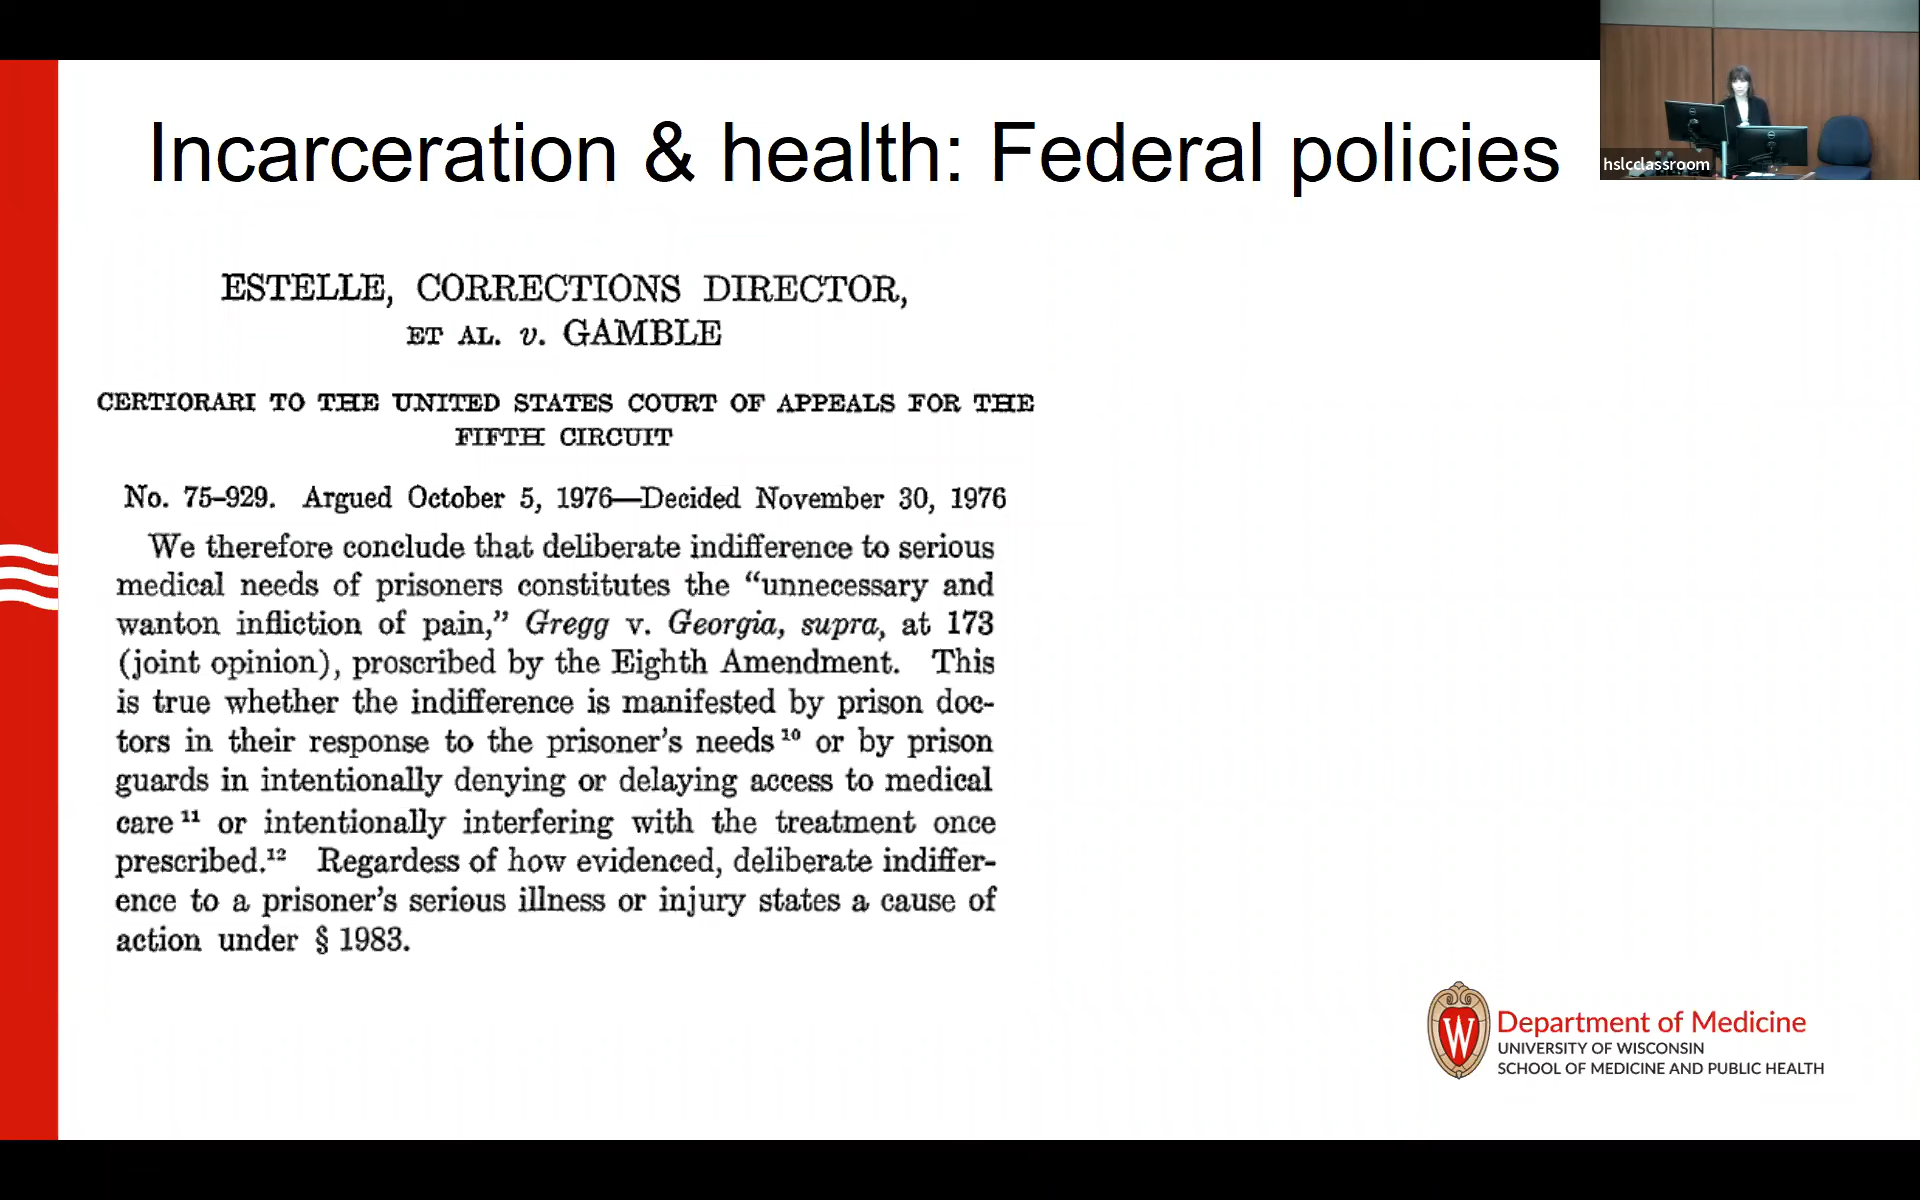 Incarceration & health: Federal policies
hslcclassroom
ESTELLE, CORRECTIONS DIRECTOR,
ET AL. v. GAMBLE
CERTIORARI TO THE UNITED STATES COURT OF APPEALS FOR THE
FIFTH CIRCUIT
No. 75–929. Argued October 5, 1976—Decided November 30, 1976
We therefore conclude that deliberate indifference to serious
medical needs of prisoners constitutes the “unnecessary and
wanton infliction of pain,” Gregg v. Georgia, supra, at 173
(joint opinion), proscribed by the Eighth Amendment. This
is true whether the indifference is manifested by prison doc-
tors in their response to the prisoner’s needs ¹⁰ or by prison
guards in intentionally denying or delaying access to medical
care ¹¹ or intentionally interfering with the treatment once
prescribed.¹² Regardess of how evidenced, deliberate indiffer-
ence to a prisoner’s serious illness or injury states a cause of
action under § 1983.
W
Department of Medicine
UNIVERSITY OF WISCONSIN
SCHOOL OF MEDICINE AND PUBLIC HEALTH